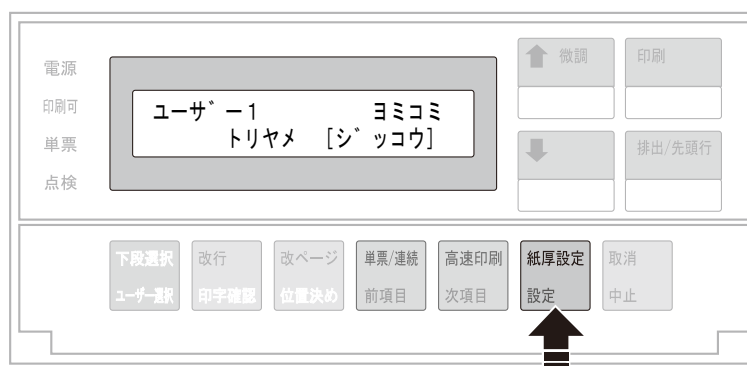 電源
印刷可
単票
点検
ユーザー1 ヨミコミ
トリヤメ [ジッコウ]
微調
印刷
排出/先頭行
下段選択
ユーザー選択
改行
印字確認
改ページ
位置決め
単票/連続
前項目
高速印刷
次項目
紙厚設定
設定
取消
中止